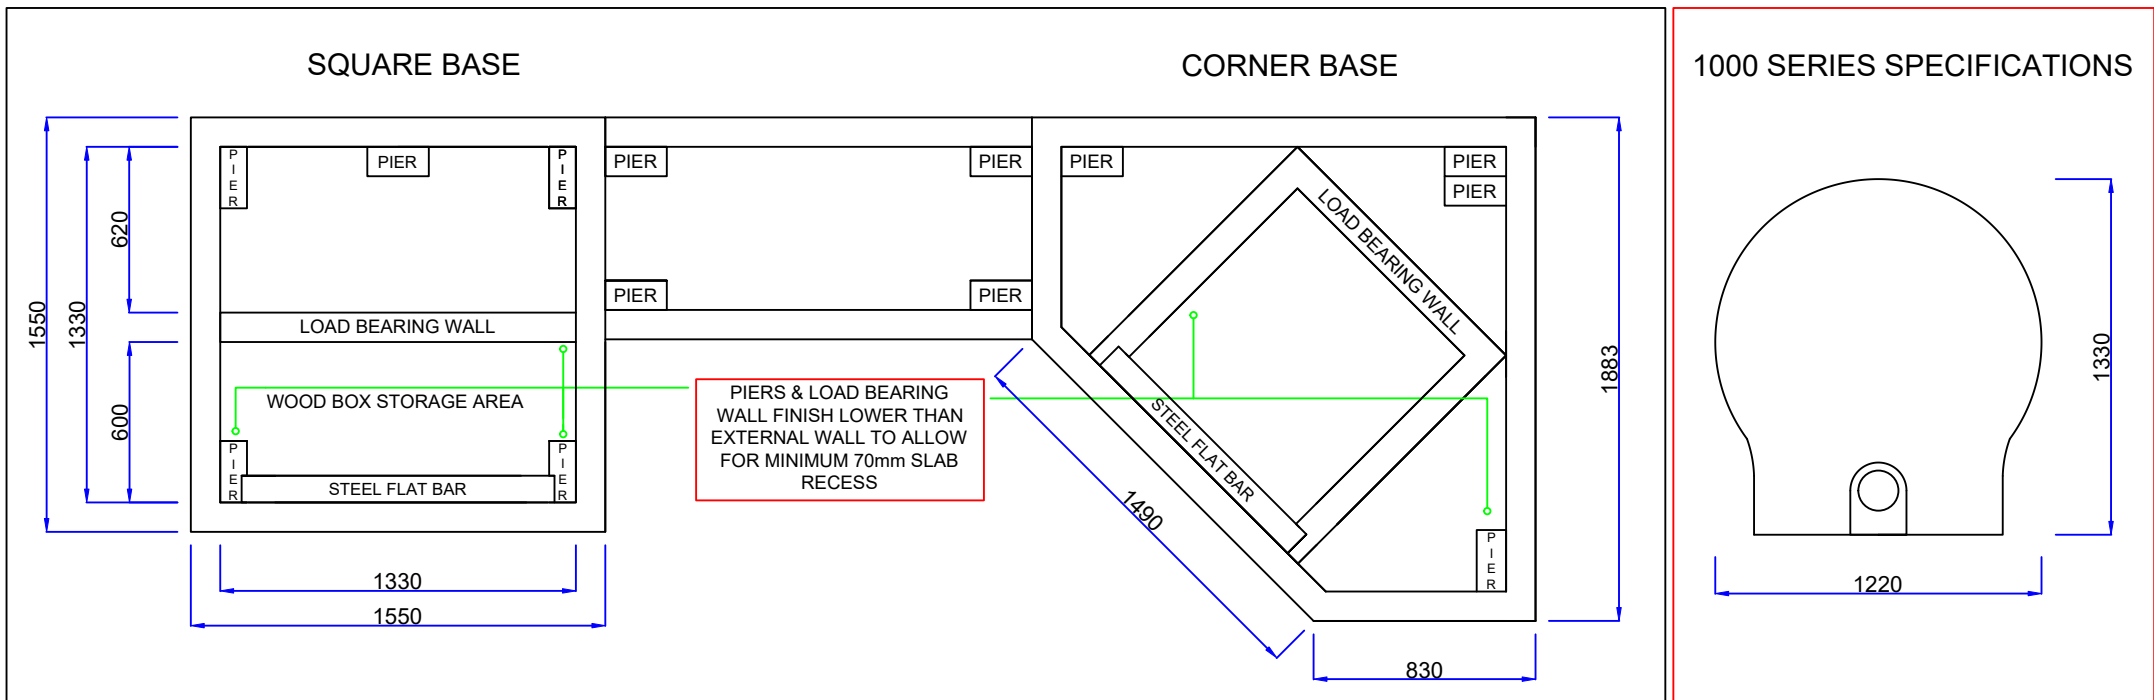 SQUARE BASE
CORNER BASE
1000 SERIES SPECIFICATIONS
PIER
PIER
PIER
PIER
PIER
PIER
PIER
PIER
LOAD BEARING WALL
620
1550
1330
600
PIER
PIER
LOAD BEARING WALL
WOOD BOX STORAGE AREA
PIER
PIER
STEEL FLAT BAR
1330
1550
PIERS & LOAD BEARING
WALL FINISH LOWER THAN
EXTERNAL WALL TO ALLOW
FOR MINIMUM 70mm SLAB
RECESS
STEEL FLAT BAR
1490
PIER
1883
830
1330
1220